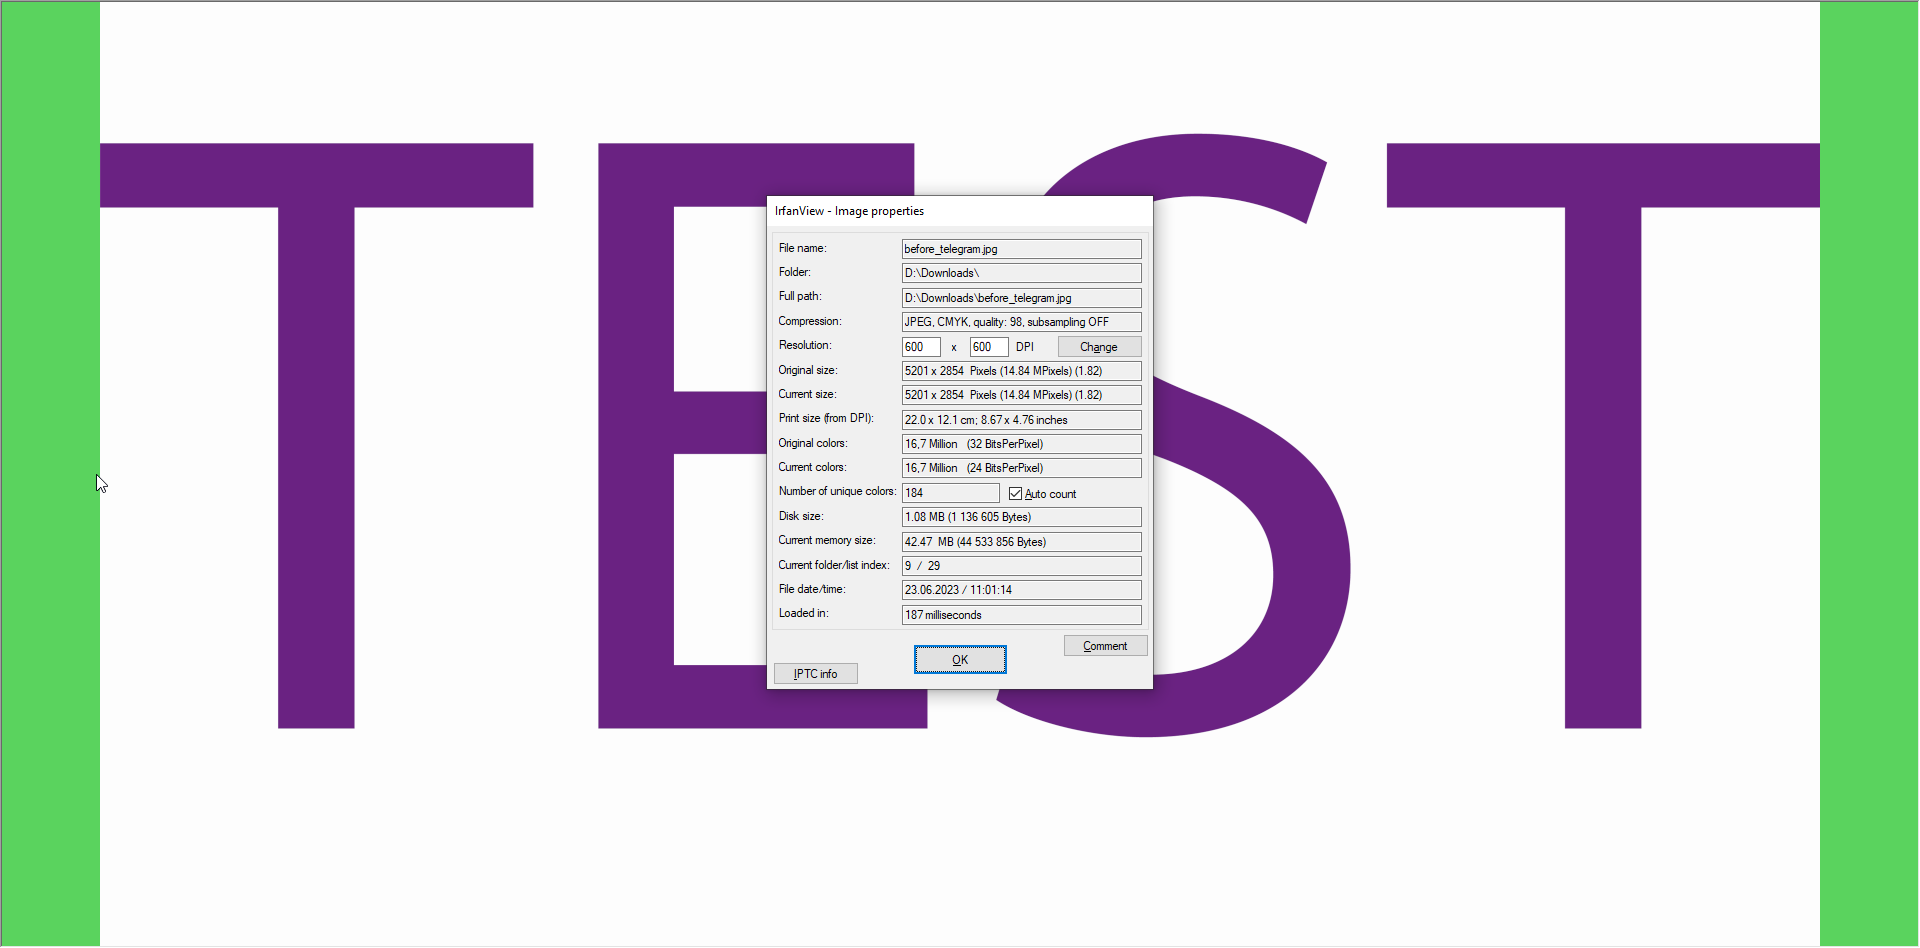 TEST
IrfanView - Image properties
File name: before_telegram.jpg
Folder: D:\Downloads\
Full path: D:\Downloads\before_telegram.jpg
Compression: JPEG, CMYK, quality: 98, subsampling OFF
Resolution: 600 x 600 DPI Change
Original size: 5201 x 2854 Pixels (14.84 MPixels) (1.82)
Current size: 5201 x 2854 Pixels (14.84 MPixels) (1.82)
Print size (from DPI): 22.0 x 12.1 cm; 8.67 x 4.76 inches
Original colors: 16,7 Million (32 BitsPerPixel)
Current colors: 16,7 Million (24 BitsPerPixel)
Number of unique colors: 184 Auto count
Disk size: 1.08 MB (1 136 605 Bytes)
Current memory size: 42.47 MB (44 533 856 Bytes)
Current folder/list index: 9 / 29
File date/time: 23.06.2023 / 11:01:14
Loaded in: 187 milliseconds
Comment
OK
IPTC info